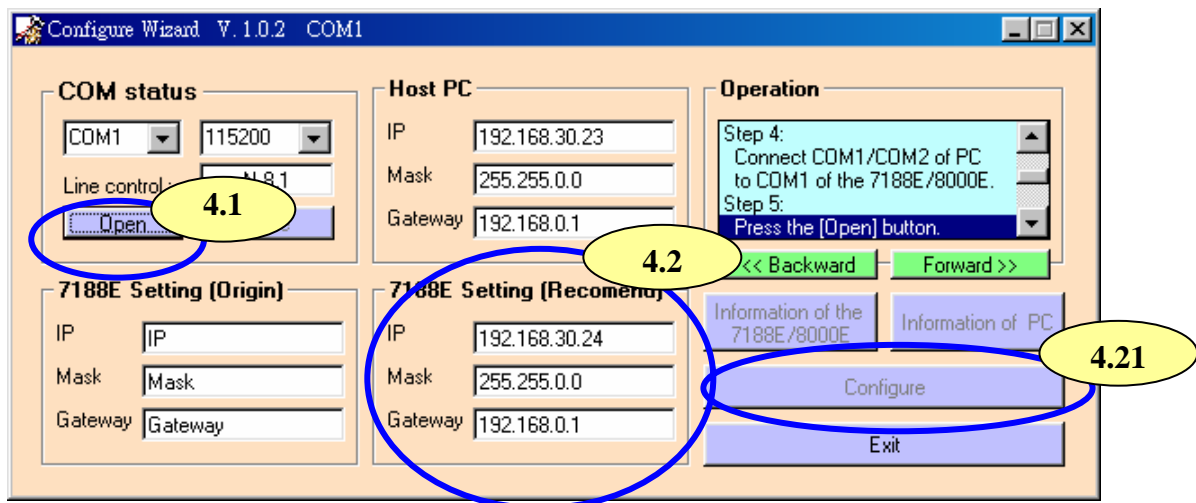 Configure Wizard V. 1.0.2 COM1
COM status
COM1
115200
Line control:
4.1
Open
Host PC
IP
192.168.30.23
Mask
255.255.0.0
Gateway
192.168.0.1
Operation
Step 4:
Connect COM1/COM2 of PC
to COM1 of the 7188E/8000E.
Step 5:
Press the [Open] button.
<< Backward
Forward >>
7188E Setting (Origin)
IP
IP
Mask
Mask
Gateway
Gateway
4.2
7188E Setting (Recomend)
IP
192.168.30.24
Mask
255.255.0.0
Gateway
192.168.0.1
Information of the
7188E/8000E
Information of PC
4.21
Configure
Exit